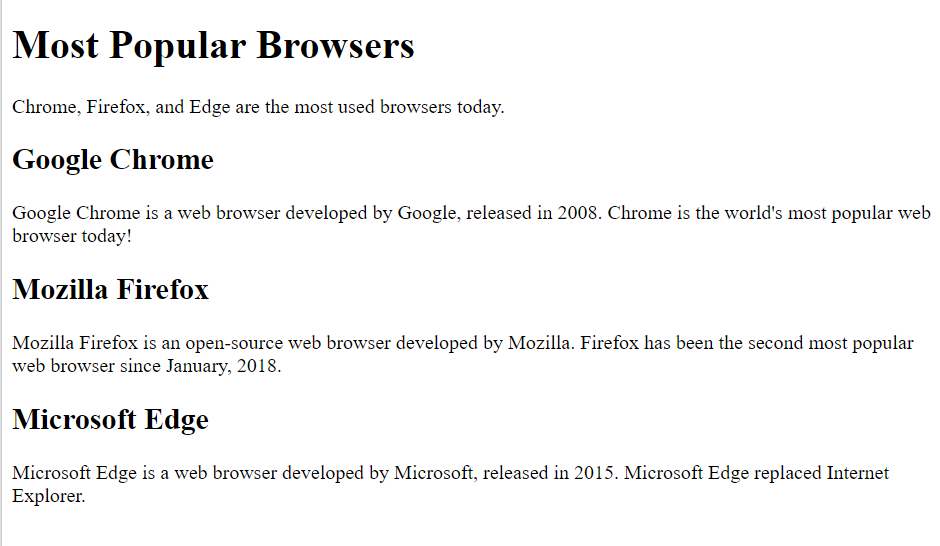 Most Popular Browsers
Chrome, Firefox, and Edge are the most used browsers today.
Google Chrome
Google Chrome is a web browser developed by Google, released in 2008. Chrome is the world's most popular web
browser today!
Mozilla Firefox
Mozilla Firefox is an open-source web browser developed by Mozilla. Firefox has been the second most popular
web browser since January, 2018.
Microsoft Edge
Microsoft Edge is a web browser developed by Microsoft, released in 2015. Microsoft Edge replaced Internet
Explorer.